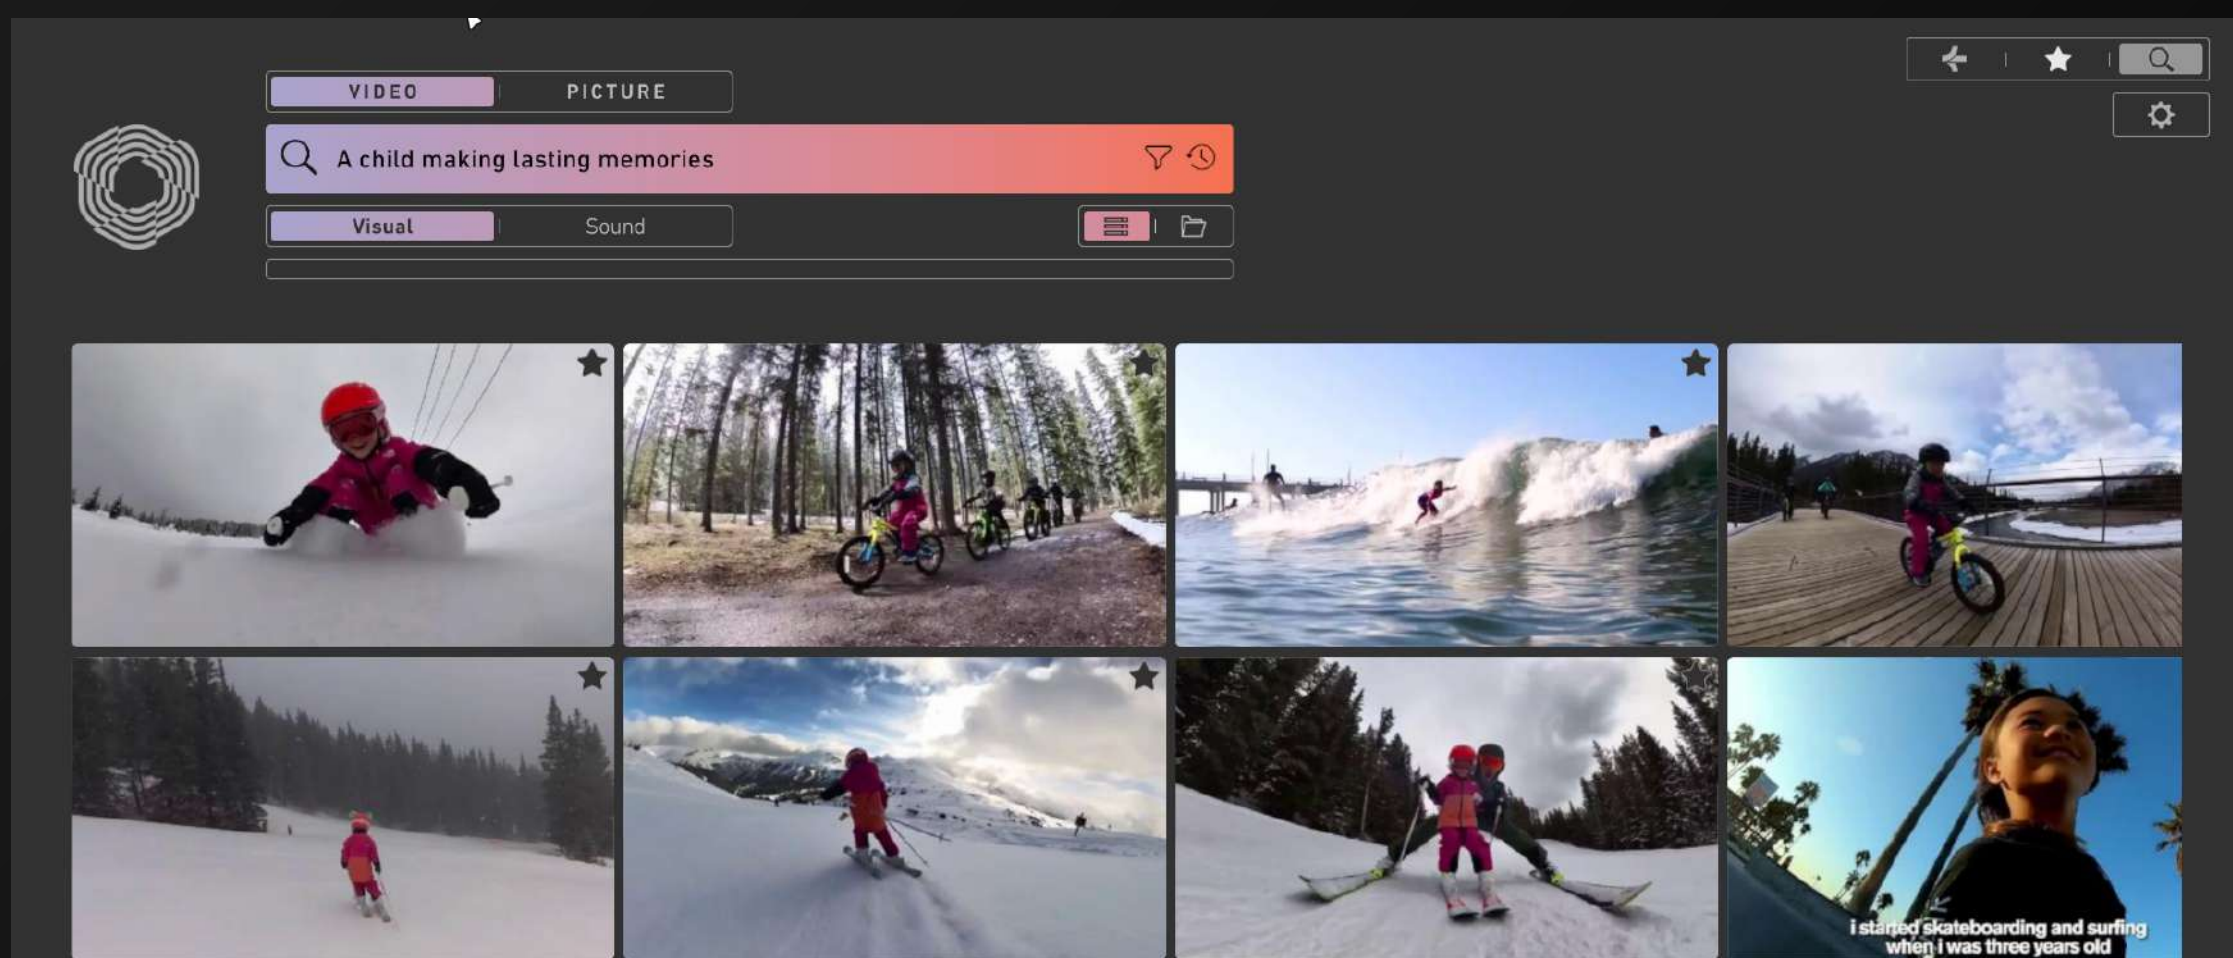 VIDEO PICTURE
A child making lasting memories
Visual Sound
i started skateboarding and surfing
when i was three years old